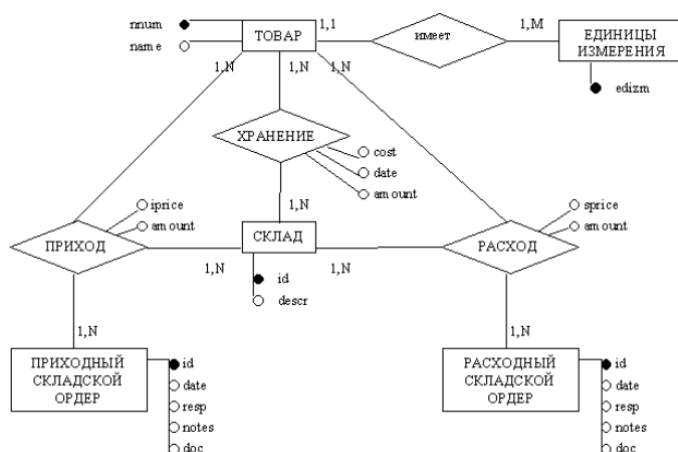 nnum
name
ТОВАР
1,1
имеет
1,M
ЕДИНИЦЫ
ИЗМЕРЕНИЯ
edizm
1,N
1,N
1,N
ХРАНЕНИЕ
cost
date
amount
1,N
iprice
amount
ПРИХОД
СКЛАД
sprice
amount
РАСХОД
1,N
1,N
id
descr
1,N
1,N
ПРИХОДНЫЙ
СКЛАДСКОЙ
ОРДЕР
id
date
resp
notes
doc
РАСХОДНЫЙ
СКЛАДСКОЙ
ОРДЕР
id
date
resp
notes
doc